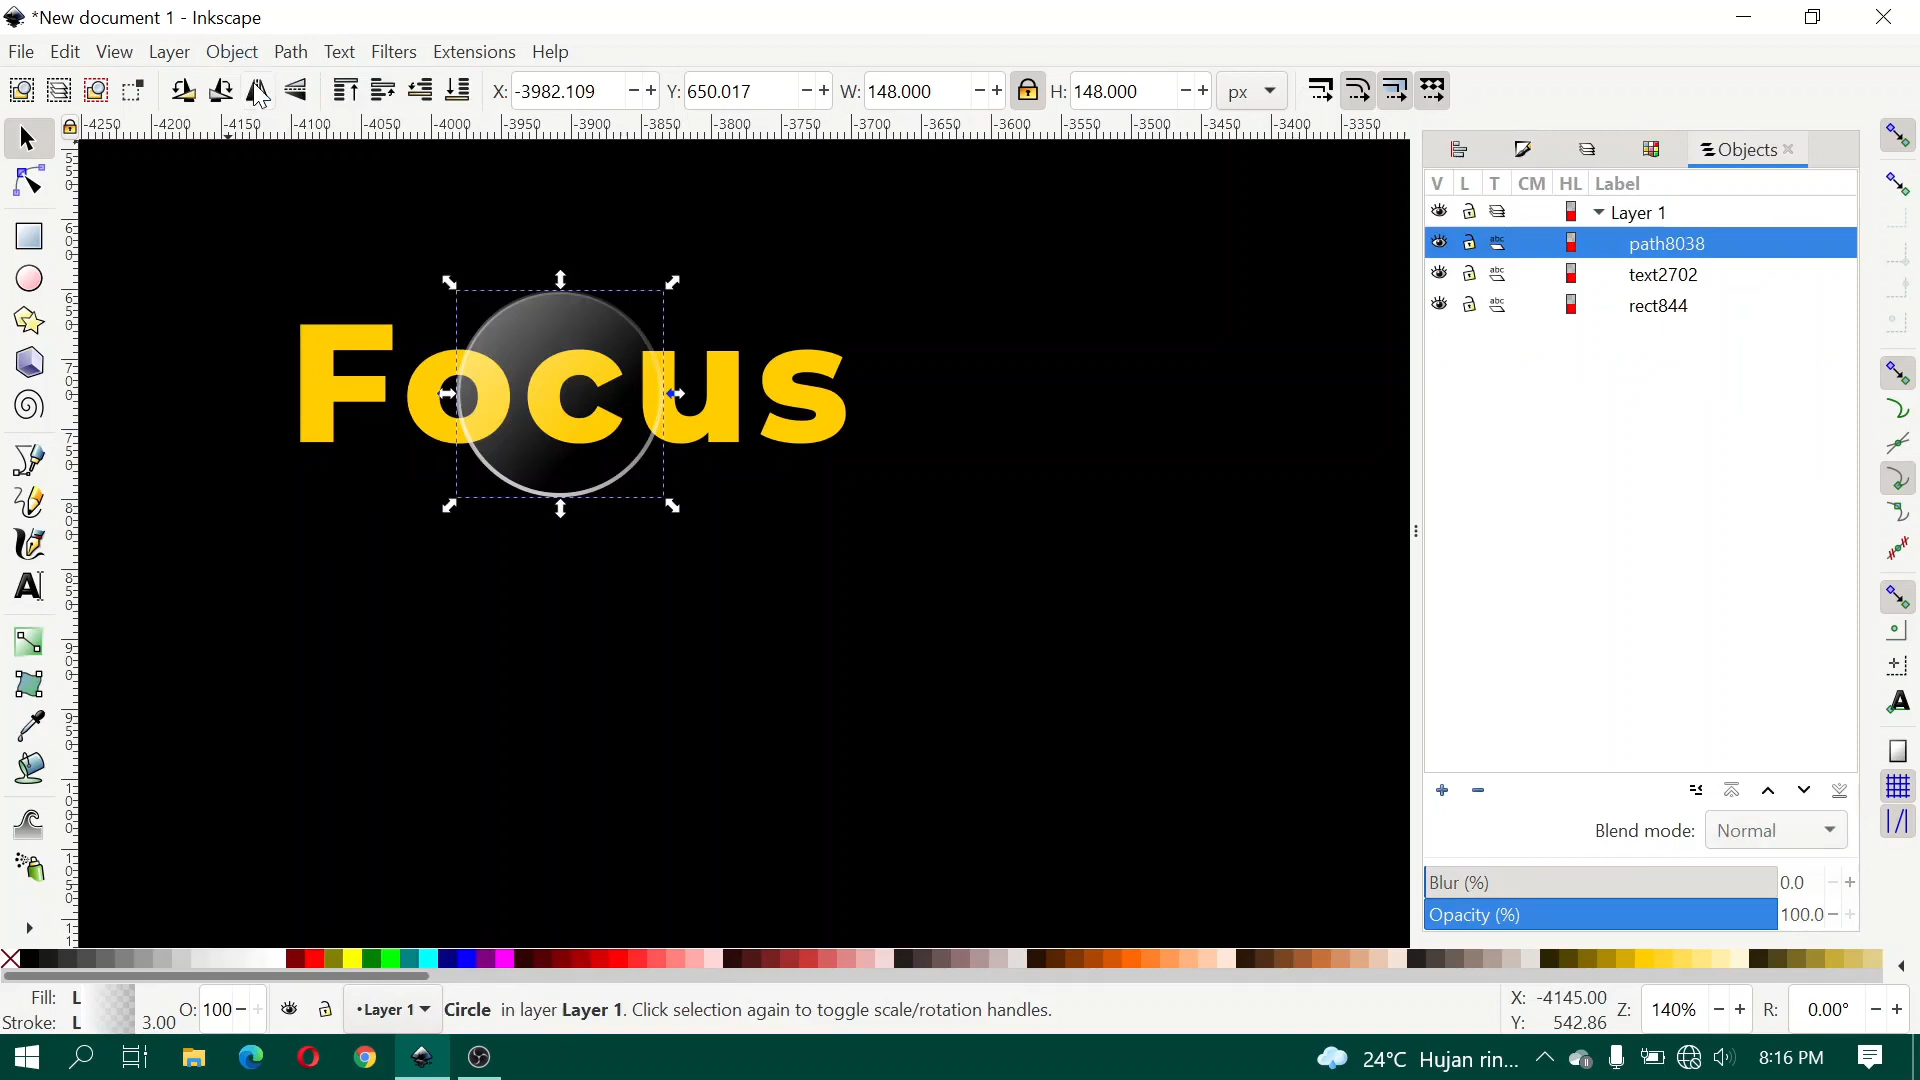 *New document 1 - Inkscape
File Edit View Layer Object Path Text Filters Extensions Help
X: -3982.109 Y: 650.017 W: 148.000 H: 148.000 px
-4250 -4200 -4150 -4100 -4050 -4000 -3950 -3900 -3850 -3800 -3750 -3700 -3650 -3600 -3550 -3500 -3450 -3400 -3350
Objects
V L T CM HL Label
Layer 1
path8038
text2702
rect844
Focus
Blend mode: Normal
Blur (%) 0.0
Opacity (%) 100.0
Fill: L
Stroke: L 3.00
O: 100
Layer 1
Circle in layer Layer 1. Click selection again to toggle scale/rotation handles.
X: -4145.00
Y: 542.86
Z: 140%
R: 0.00°
24°C Hujan rin...
8:16 PM